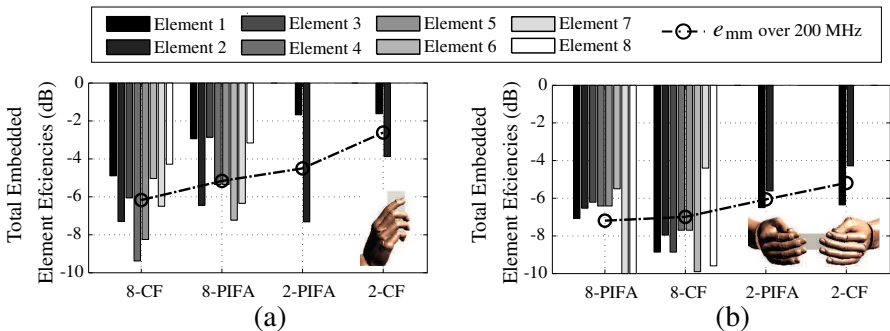 Element 1 Element 3 Element 5 Element 7 e_mm over 200 MHz
Element 2 Element 4 Element 6 Element 8
Total Embedded
Element Efciencies (dB)
0
-2
-4
-6
-8
-10
8-CF 8-PIFA 2-PIFA 2-CF
(a)
Total Embedded
Element Efciencies (dB)
0
-2
-4
-6
-8
-10
8-PIFA 8-CF 2-PIFA 2-CF
(b)